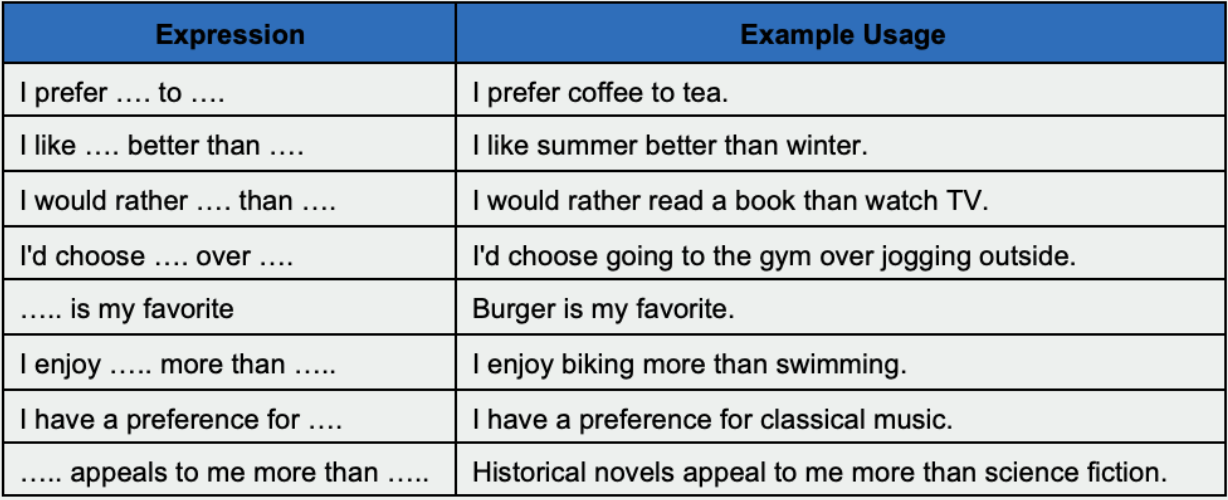 Expression Example Usage
I prefer …. to …. I prefer coffee to tea.
I like …. better than …. I like summer better than winter.
I would rather …. than …. I would rather read a book than watch TV.
I'd choose …. over …. I'd choose going to the gym over jogging outside.
….. is my favorite Burger is my favorite.
I enjoy ….. more than ….. I enjoy biking more than swimming.
I have a preference for …. I have a preference for classical music.
….. appeals to me more than ….. Historical novels appeal to me more than science fiction.